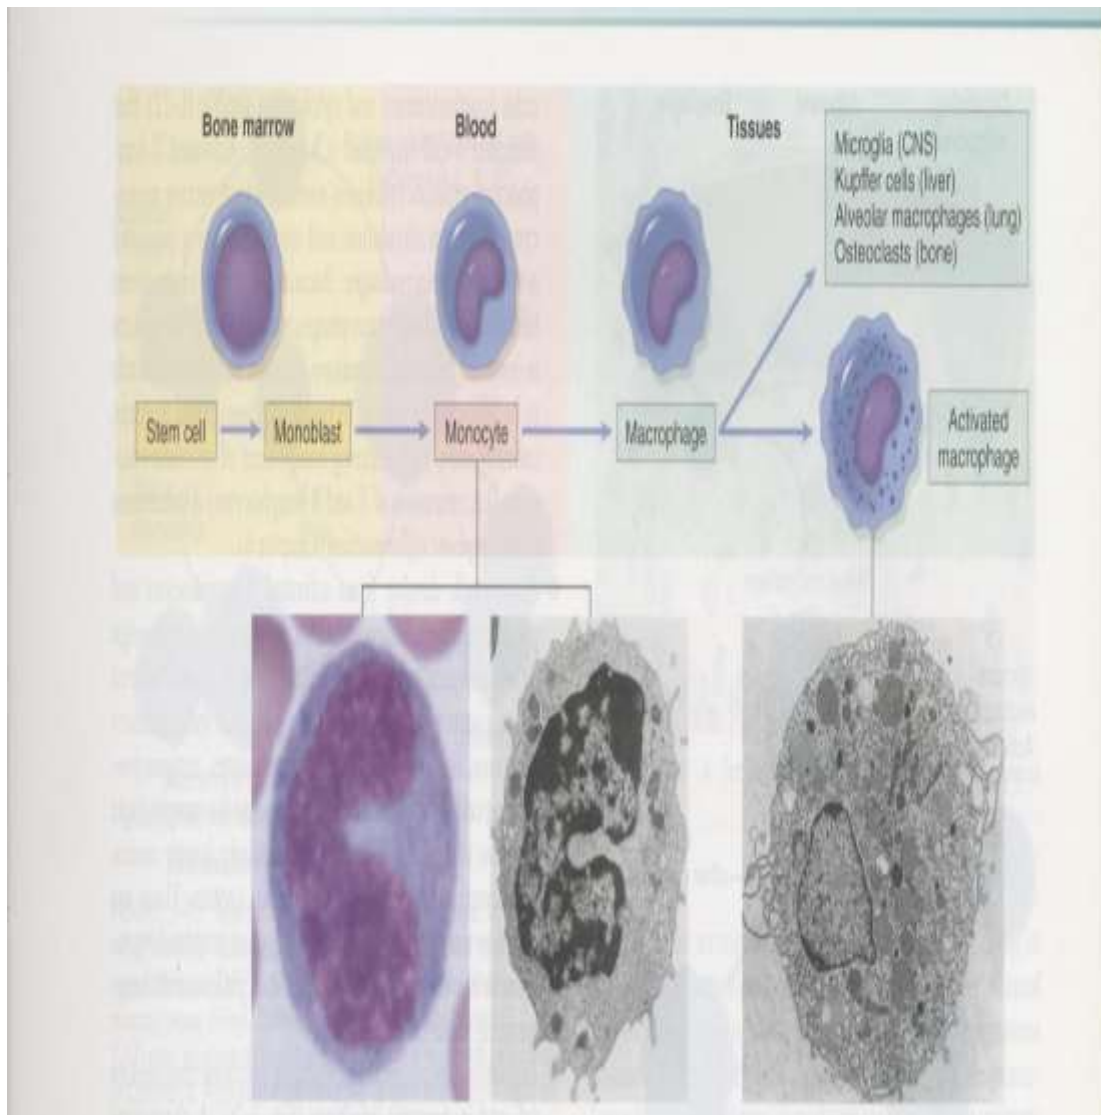 Bone marrow
Blood
Tissues
Microglia (CNS)
Kupffer cells (liver)
Alveolar macrophages (lung)
Osteoclasts (bone)
Stem cell
Monoblast
Monocyte
Macrophage
Activated
macrophage